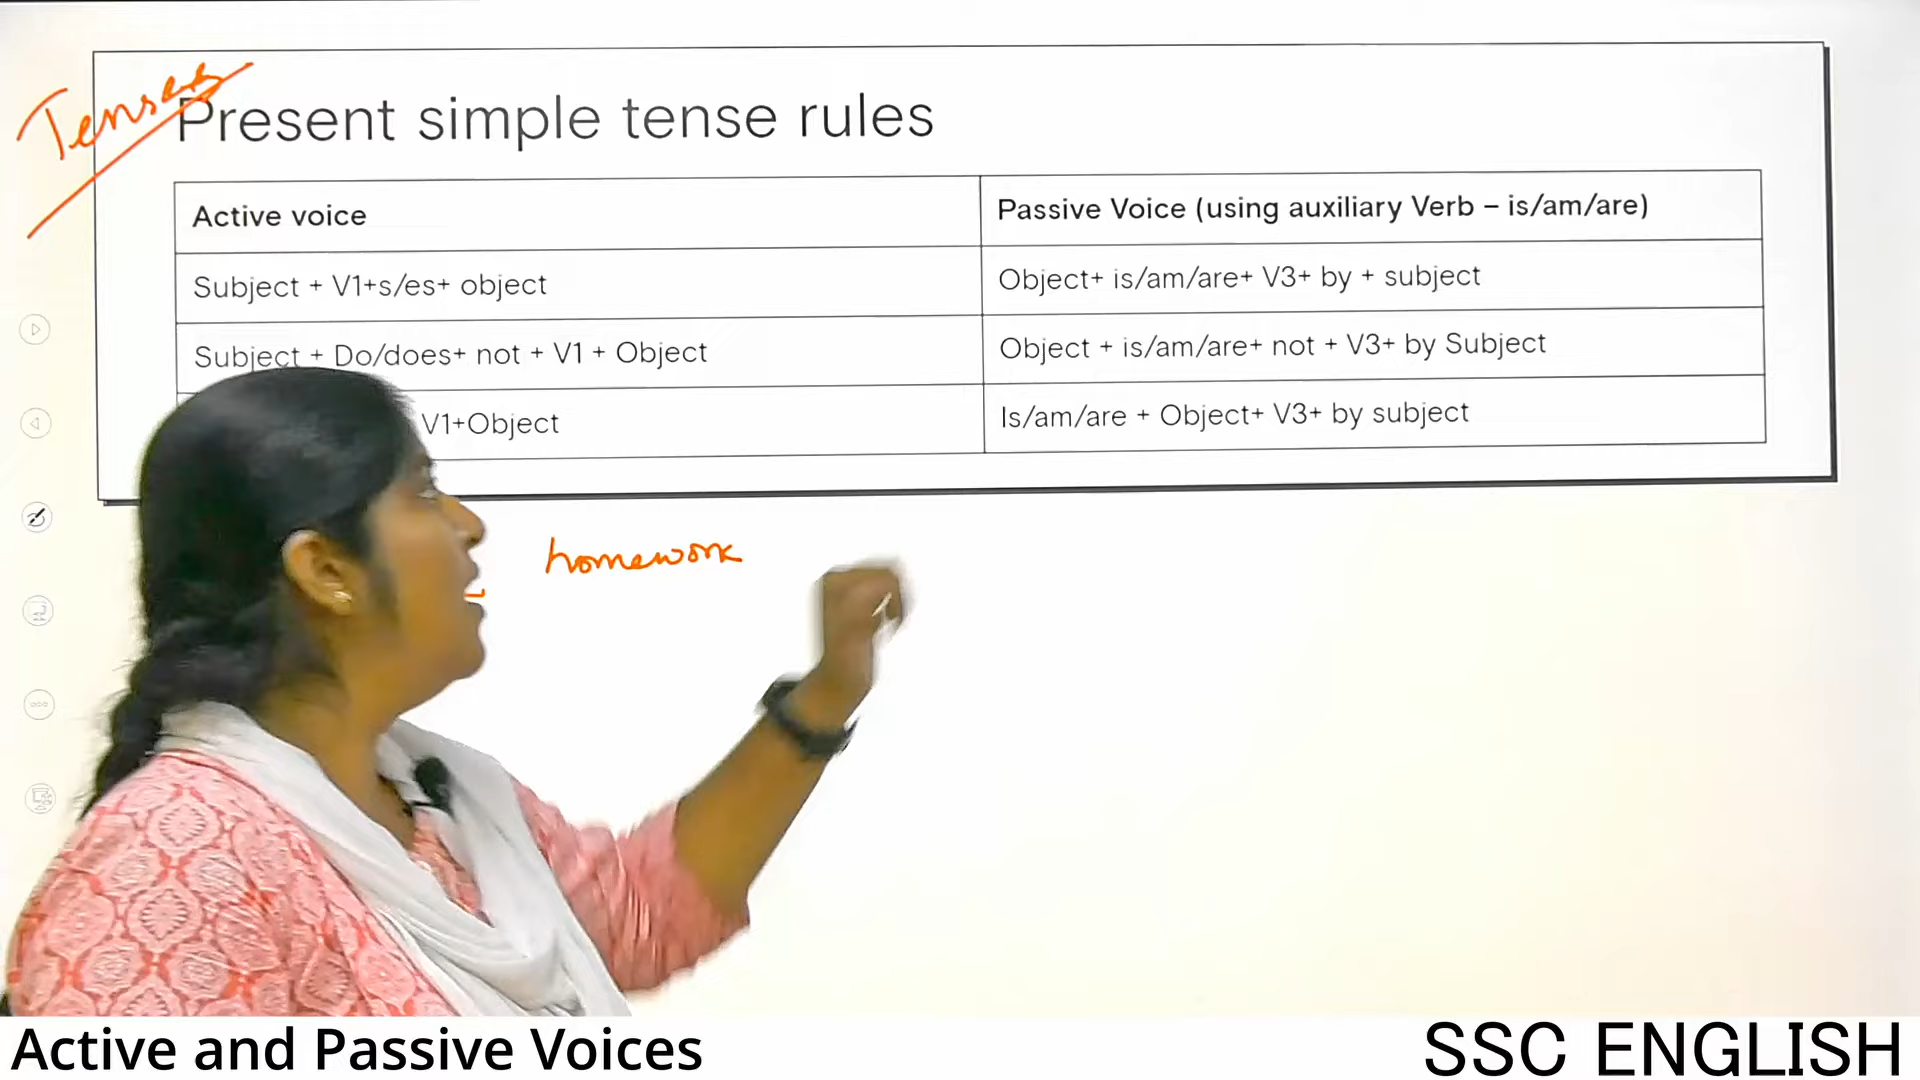 Tenses
Present simple tense rules
Active voice
Passive Voice (using auxiliary Verb – is/am/are)
Subject + V1+s/es+ object
Object+ is/am/are+ V3+ by + subject
Subject + Do/does+ not + V1 + Object
Object + is/am/are+ not + V3+ by Subject
V1+Object
Is/am/are + Object+ V3+ by subject
homework
Active and Passive Voices
SSC ENGLISH